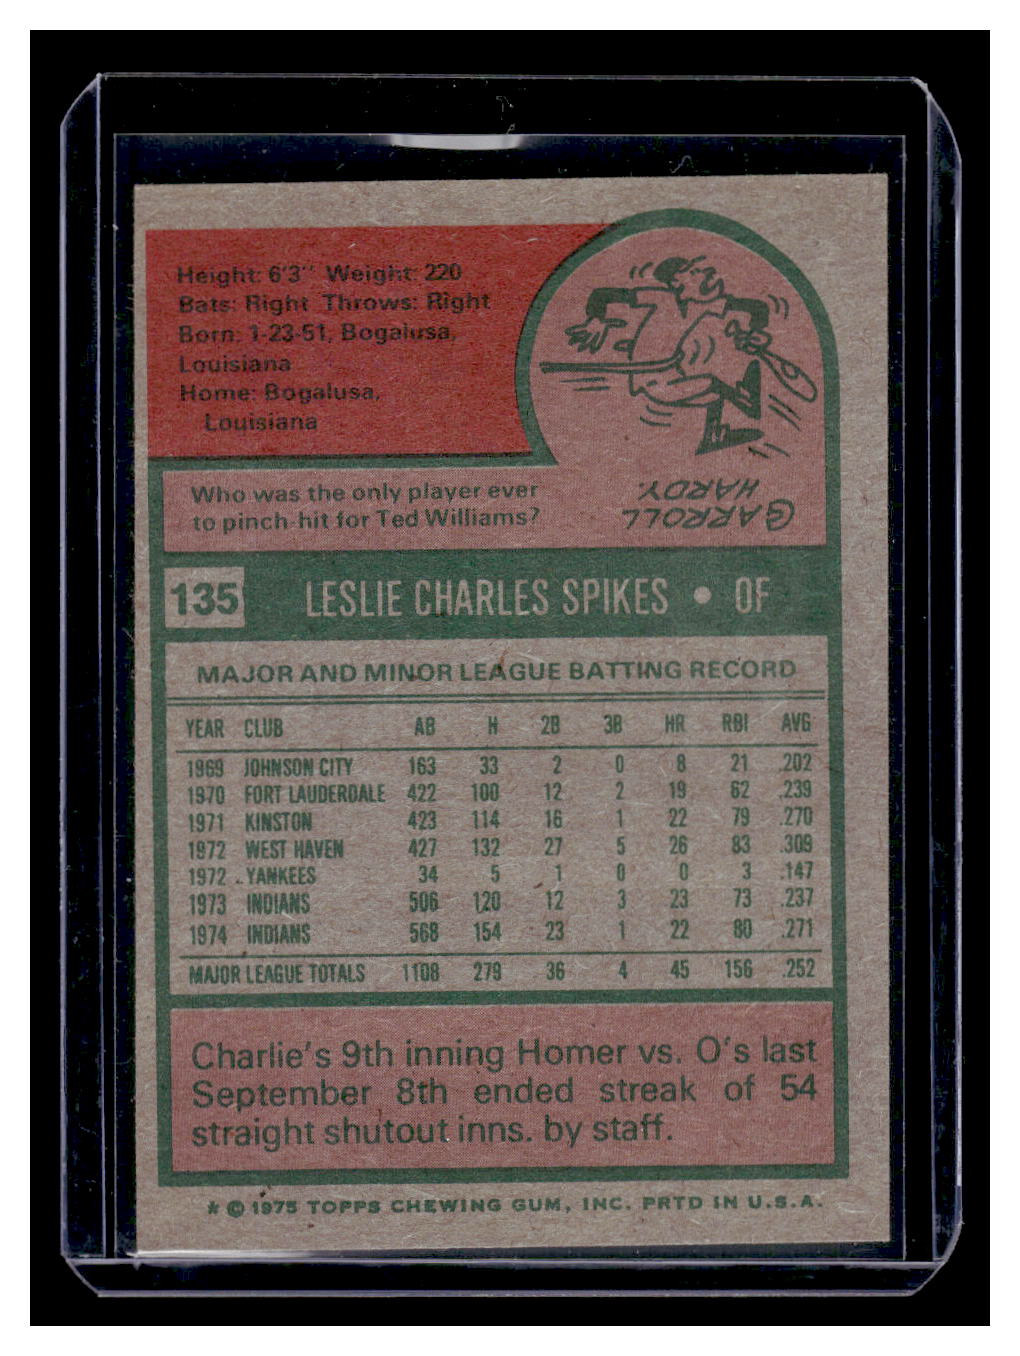 Height: 6'3" Weight: 220
Bats: Right Throws: Right
Born: 1-23-51, Bogalusa,
Louisiana
Home: Bogalusa,
Louisiana
Who was the only player ever
to pinch-hit for Ted Williams?
CARROLL
HARDY.
135 LESLIE CHARLES SPIKES • OF
MAJOR AND MINOR LEAGUE BATTING RECORD
YEAR CLUB AB H 2B 3B HR RBI AVG
1969 JOHNSON CITY 163 33 2 0 8 21 .202
1970 FORT LAUDERDALE 422 100 12 2 19 62 .239
1971 KINSTON 423 114 16 1 22 79 .270
1972 WEST HAVEN 427 132 27 5 26 83 .309
1972 YANKEES 34 5 1 0 0 3 .147
1973 INDIANS 506 120 12 3 23 73 .237
1974 INDIANS 568 154 23 1 22 80 .271
MAJOR LEAGUE TOTALS 1108 279 36 4 45 156 .252
Charlie's 9th inning Homer vs. O's last
September 8th ended streak of 54
straight shutout inns. by staff.
* © 1975 TOPPS CHEWING GUM, INC. PRTD IN U.S.A.